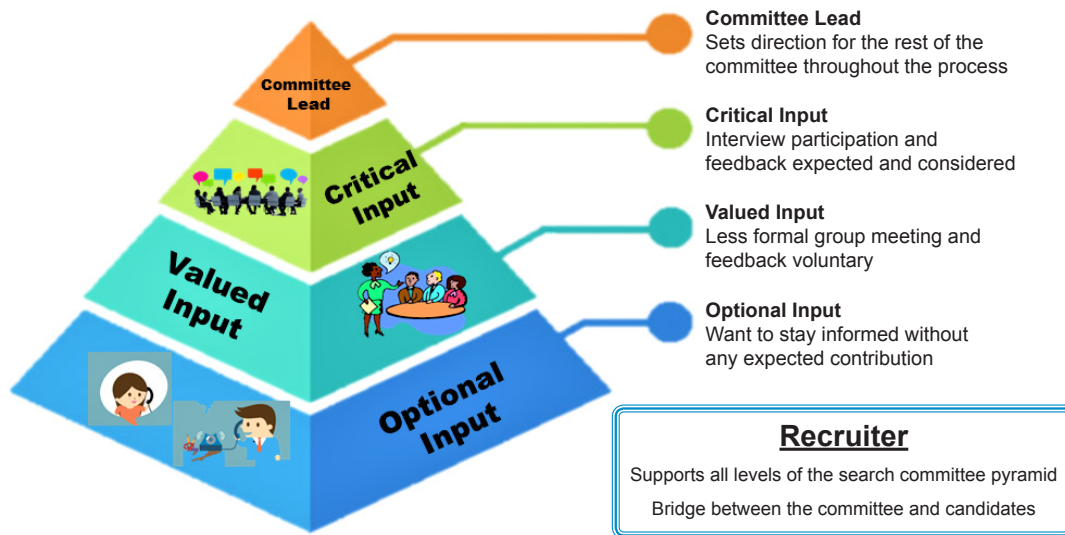 Committee
Lead
Critical
Input
Valued
Input
Optional
Input
Committee Lead
Sets direction for the rest of the
committee throughout the process
Critical Input
Interview participation and
feedback expected and considered
Valued Input
Less formal group meeting and
feedback voluntary
Optional Input
Want to stay informed without
any expected contribution
Recruiter
Supports all levels of the search committee pyramid
Bridge between the committee and candidates